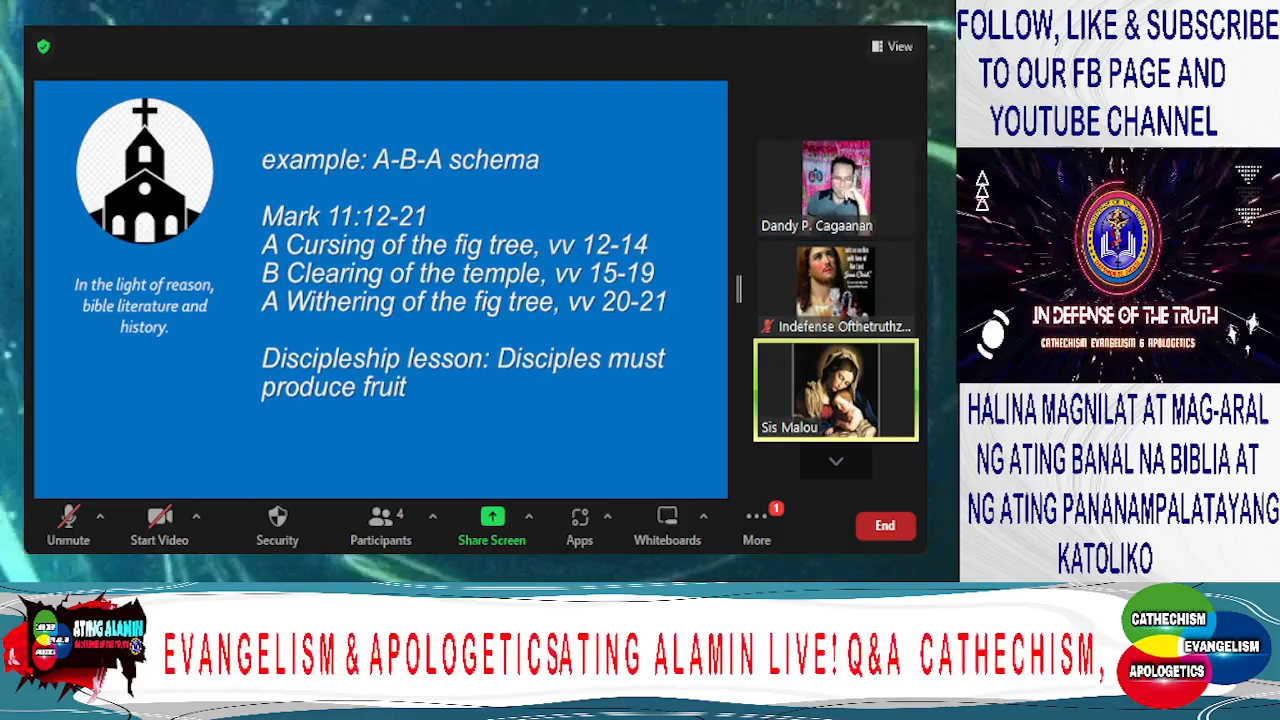 View
example: A-B-A schema
Mark 11:12-21
A Cursing of the fig tree, vv 12-14
B Clearing of the temple, vv 15-19
A Withering of the fig tree, vv 20-21
Discipleship lesson: Disciples must
produce fruit
In the light of reason,
bible literature and
history.
Dandy P. Cagaanan
Indefense Ofthetruthz...
Sis Malou
Unmute
Start Video
Security
4
Participants
Share Screen
Apps
Whiteboards
1
More
End
FOLLOW, LIKE & SUBSCRIBE
TO OUR FB PAGE AND
YOUTUBE CHANNEL
IN DEFENSE OF THE TRUTH
CATHECHISM EVANGELISM & APOLOGETICS
HALINA MAGNILAT AT MAG-ARAL
NG ATING BANAL NA BIBLIA AT
NG ATING PANANAMPALATAYANG
KATOLIKO
ATING ALAMIN
EVANGELISM & APOLOGETICSATING ALAMIN LIVE! Q&A CATHECHISM,
CATHECHISM
EVANGELISM
APOLOGETICS